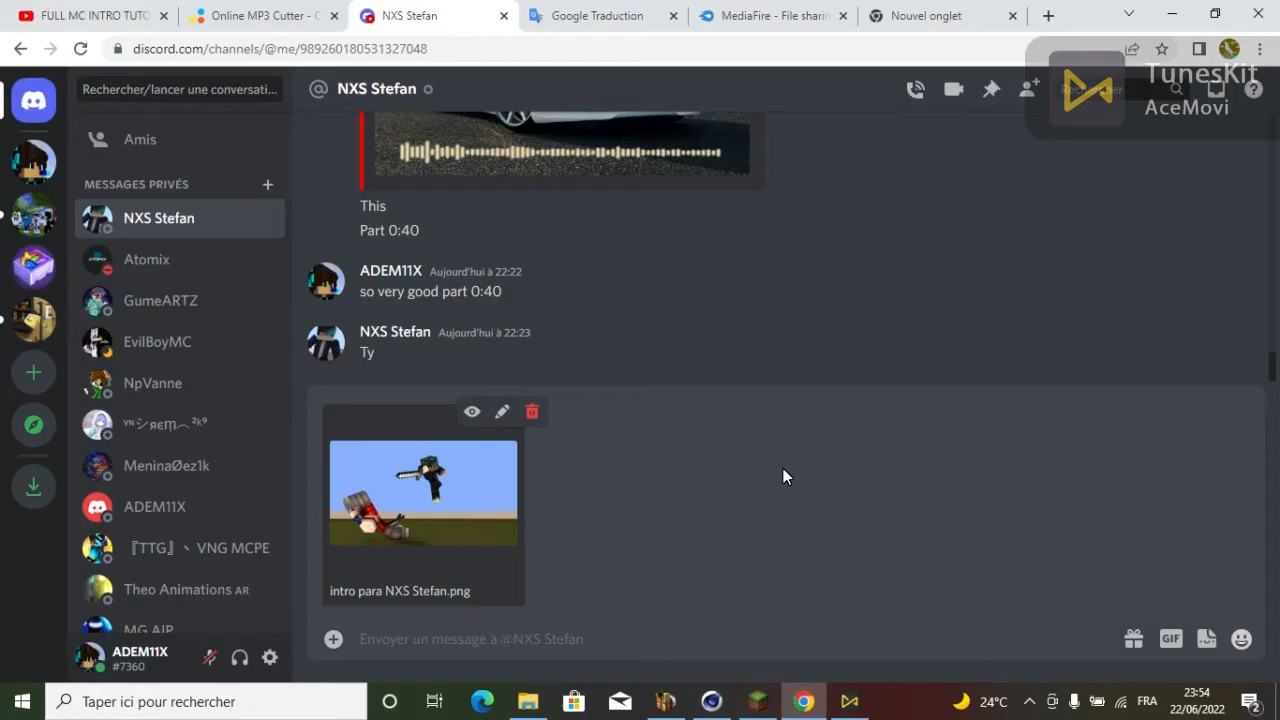 FULL MC INTRO TUTO
Online MP3 Cutter - C
NXS Stefan
Google Traduction
MediaFire - File sharin
Nouvel onglet
discord.com/channels/@me/989260180531327048
TunesKit
AceMovi
Rechercher/lancer une conversati...
NXS Stefan
Rechercher
Amis
MESSAGES PRIVÉS
NXS Stefan
Atomix
GumeARTZ
EvilBoyMC
NpVanne
MeninaØez1k
ADEM11X
『TTG』丶 VNG MCPE
Theo Animations AR
MG AIP
ADEM11X
#7360
This
Part 0:40
ADEM11X Aujourd'hui à 22:22
so very good part 0:40
NXS Stefan Aujourd'hui à 22:23
Ty
intro para NXS Stefan.png
Envoyer un message à @NXS Stefan
GIF
Taper ici pour rechercher
24°C
FRA
23:54
22/06/2022
2